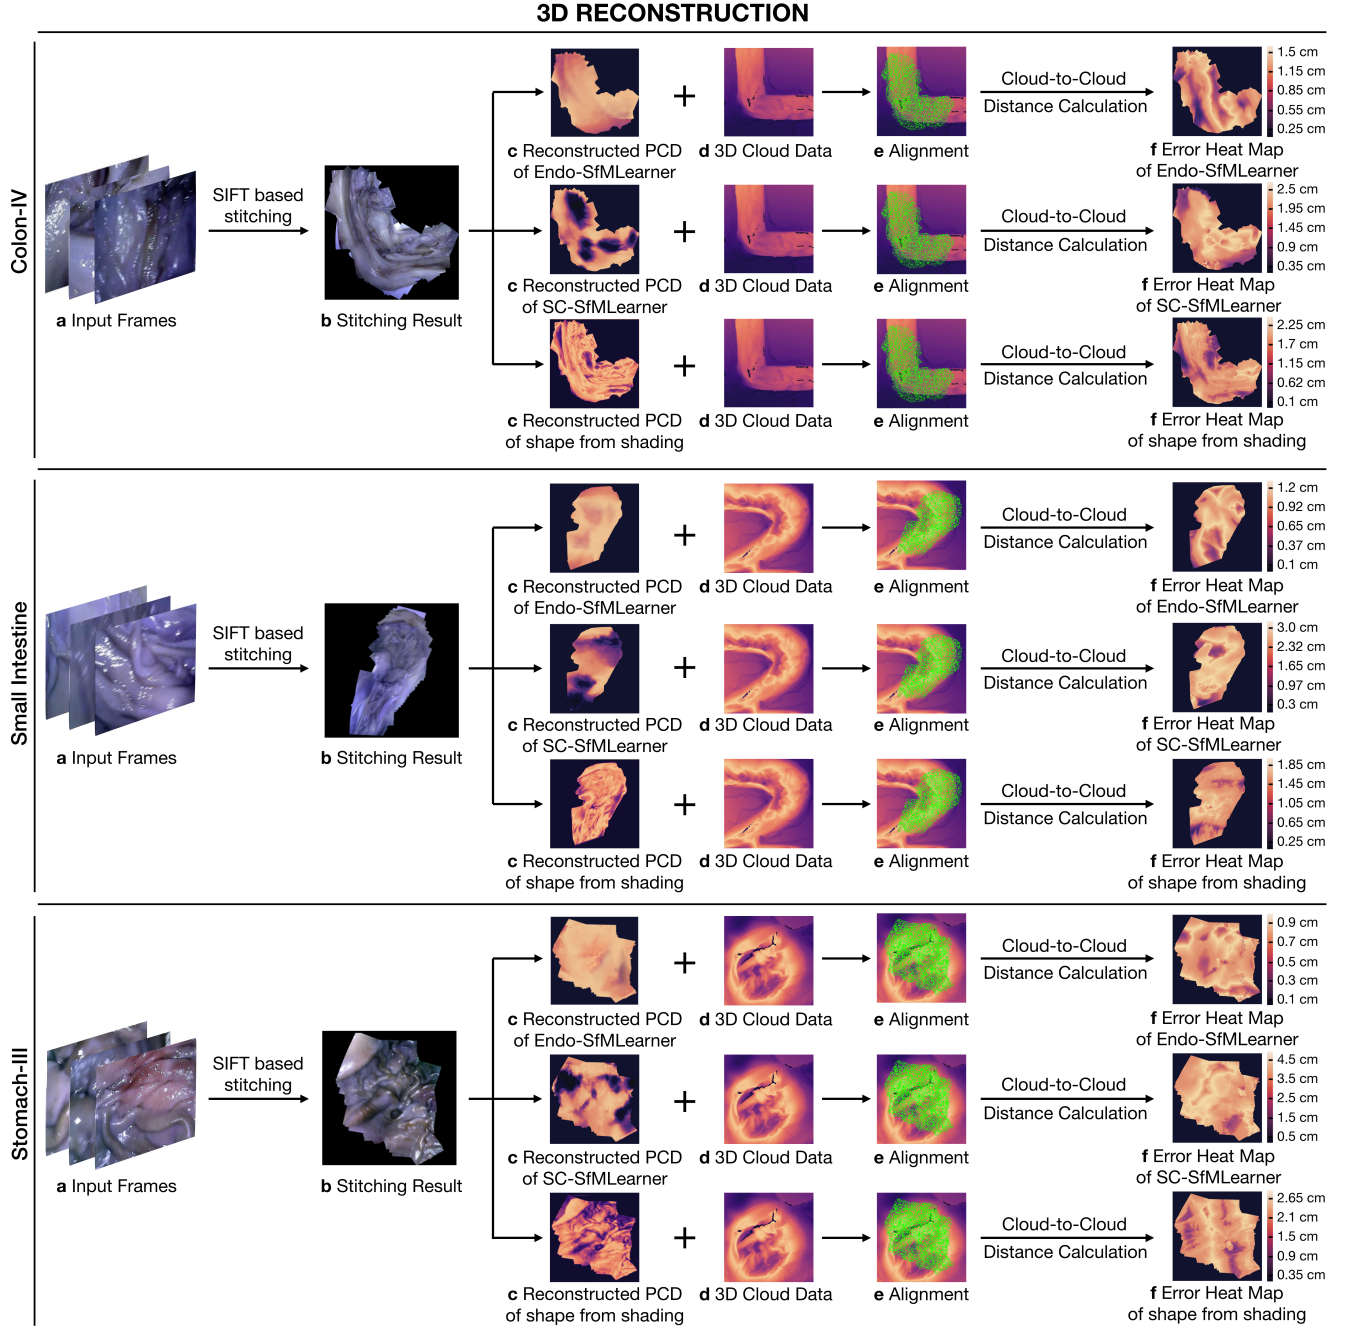 3D RECONSTRUCTION
Colon-IV
a Input Frames
SIFT based
stitching
b Stitching Result
c Reconstructed PCD
of Endo-SfMLearner
d 3D Cloud Data
e Alignment
Cloud-to-Cloud
Distance Calculation
f Error Heat Map
of Endo-SfMLearner
1.5 cm
1.15 cm
0.85 cm
0.55 cm
0.25 cm
c Reconstructed PCD
of SC-SfMLearner
d 3D Cloud Data
e Alignment
Cloud-to-Cloud
Distance Calculation
f Error Heat Map
of SC-SfMLearner
2.5 cm
1.95 cm
1.45 cm
0.9 cm
0.35 cm
c Reconstructed PCD
of shape from shading
d 3D Cloud Data
e Alignment
Cloud-to-Cloud
Distance Calculation
f Error Heat Map
of shape from shading
2.25 cm
1.7 cm
1.15 cm
0.62 cm
0.1 cm
Small Intestine
a Input Frames
SIFT based
stitching
b Stitching Result
c Reconstructed PCD
of Endo-SfMLearner
d 3D Cloud Data
e Alignment
Cloud-to-Cloud
Distance Calculation
f Error Heat Map
of Endo-SfMLearner
1.2 cm
0.92 cm
0.65 cm
0.37 cm
0.1 cm
c Reconstructed PCD
of SC-SfMLearner
d 3D Cloud Data
e Alignment
Cloud-to-Cloud
Distance Calculation
f Error Heat Map
of SC-SfMLearner
3.0 cm
2.32 cm
1.65 cm
0.97 cm
0.3 cm
c Reconstructed PCD
of shape from shading
d 3D Cloud Data
e Alignment
Cloud-to-Cloud
Distance Calculation
f Error Heat Map
of shape from shading
1.85 cm
1.45 cm
1.05 cm
0.65 cm
0.25 cm
Stomach-III
a Input Frames
SIFT based
stitching
b Stitching Result
c Reconstructed PCD
of Endo-SfMLearner
d 3D Cloud Data
e Alignment
Cloud-to-Cloud
Distance Calculation
f Error Heat Map
of Endo-SfMLearner
0.9 cm
0.7 cm
0.5 cm
0.3 cm
0.1 cm
c Reconstructed PCD
of SC-SfMLearner
d 3D Cloud Data
e Alignment
Cloud-to-Cloud
Distance Calculation
f Error Heat Map
of SC-SfMLearner
4.5 cm
3.5 cm
2.5 cm
1.5 cm
0.5 cm
c Reconstructed PCD
of shape from shading
d 3D Cloud Data
e Alignment
Cloud-to-Cloud
Distance Calculation
f Error Heat Map
of shape from shading
2.65 cm
2.1 cm
1.5 cm
0.9 cm
0.35 cm